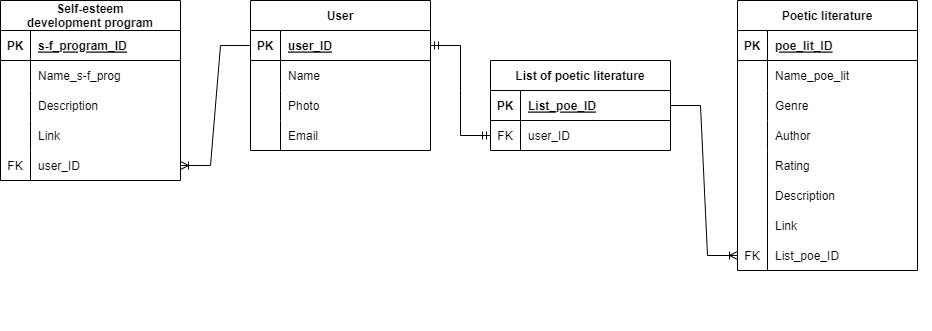 Self-esteem
development program
PK s-f_program_ID
Name_s-f_prog
Description
Link
FK user_ID
User
PK user_ID
Name
Photo
Email
List of poetic literature
PK List_poe_ID
FK user_ID
Poetic literature
PK poe_lit_ID
Name_poe_lit
Genre
Author
Rating
Description
Link
FK List_poe_ID